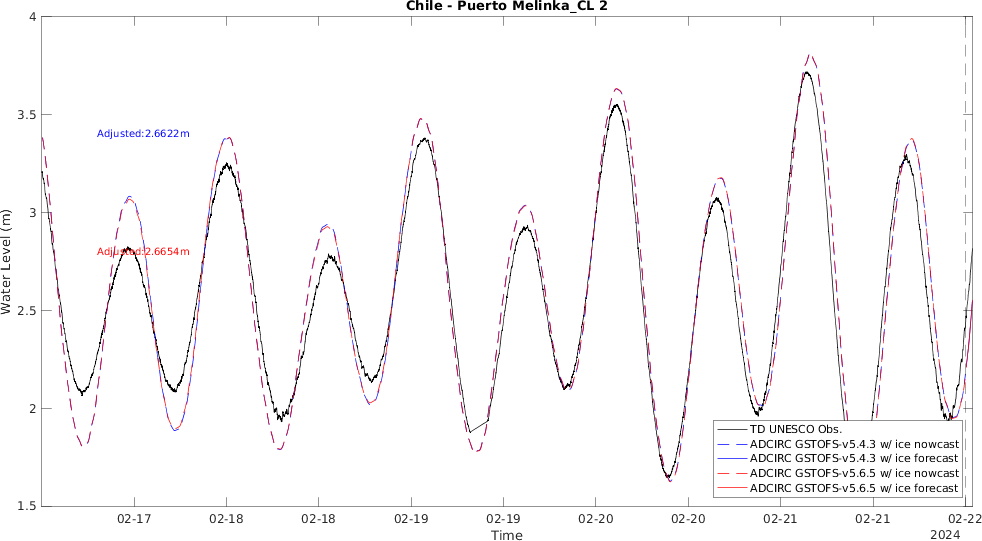 Chile - Puerto Melinka_CL 2
4
3.5
3
2.5
2
1.5
Water Level (m)
Adjusted:2.6622m
Adjusted:2.6654m
TD UNESCO Obs.
ADCIRC GSTOFS-v5.4.3 w/ ice nowcast
ADCIRC GSTOFS-v5.4.3 w/ ice forecast
ADCIRC GSTOFS-v5.6.5 w/ ice nowcast
ADCIRC GSTOFS-v5.6.5 w/ ice forecast
02-17 02-18 02-18 02-19 02-19 02-20 02-20 02-21 02-21 02-22
Time
2024